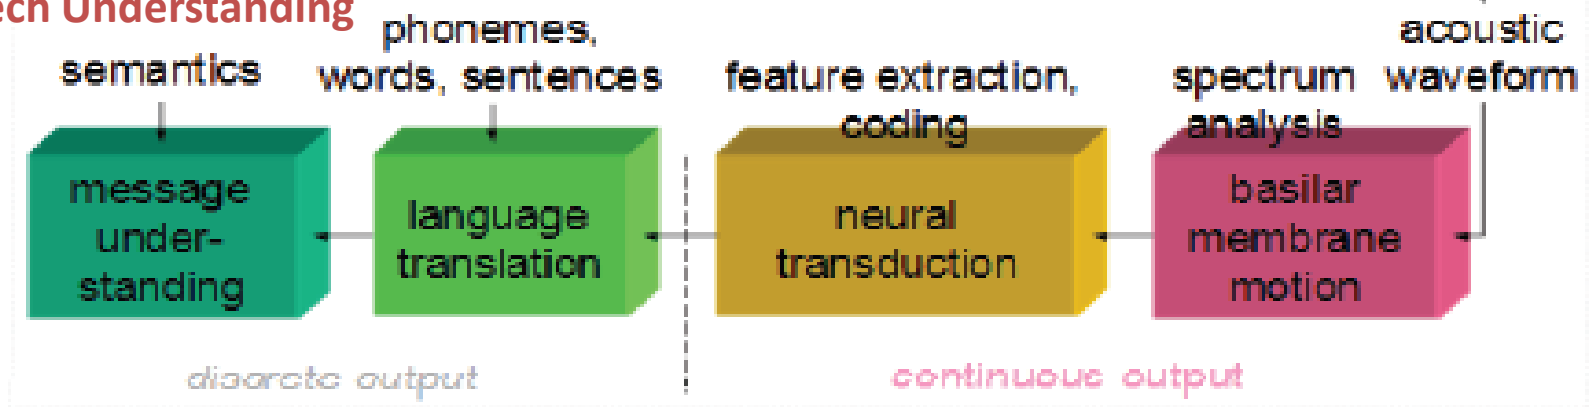 ech Understanding
semantics
phonemes,
words, sentences
feature extraction,
coding
spectrum
analysis
acoustic
waveform
message
under-
standing
language
translation
neural
transduction
basilar
membrane
motion
discrete output
continuous output